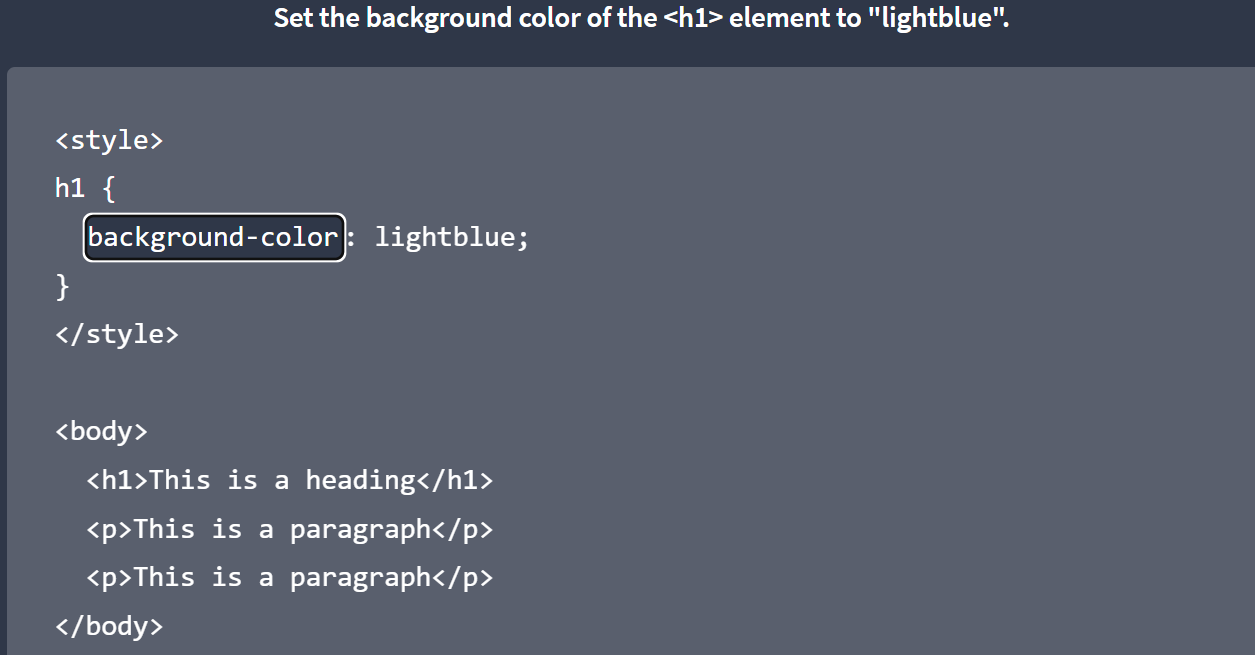 Set the background color of the <h1> element to "lightblue".
<style>
h1 {
background-color: lightblue;
}
</style>
<body>
<h1>This is a heading</h1>
<p>This is a paragraph</p>
<p>This is a paragraph</p>
</body>